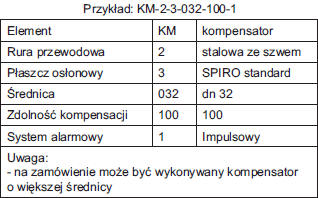 Przykład: KM-2-3-032-100-1
Element KM kompensator
Rura przewodowa 2 stalowa ze szwem
Płaszcz osłonowy 3 SPIRO standard
Średnica 032 dn 32
Zdolność kompensacji 100 100
System alarmowy 1 Impulsowy
Uwaga:
- na zamówienie może być wykonywany kompensator
o większej średnicy